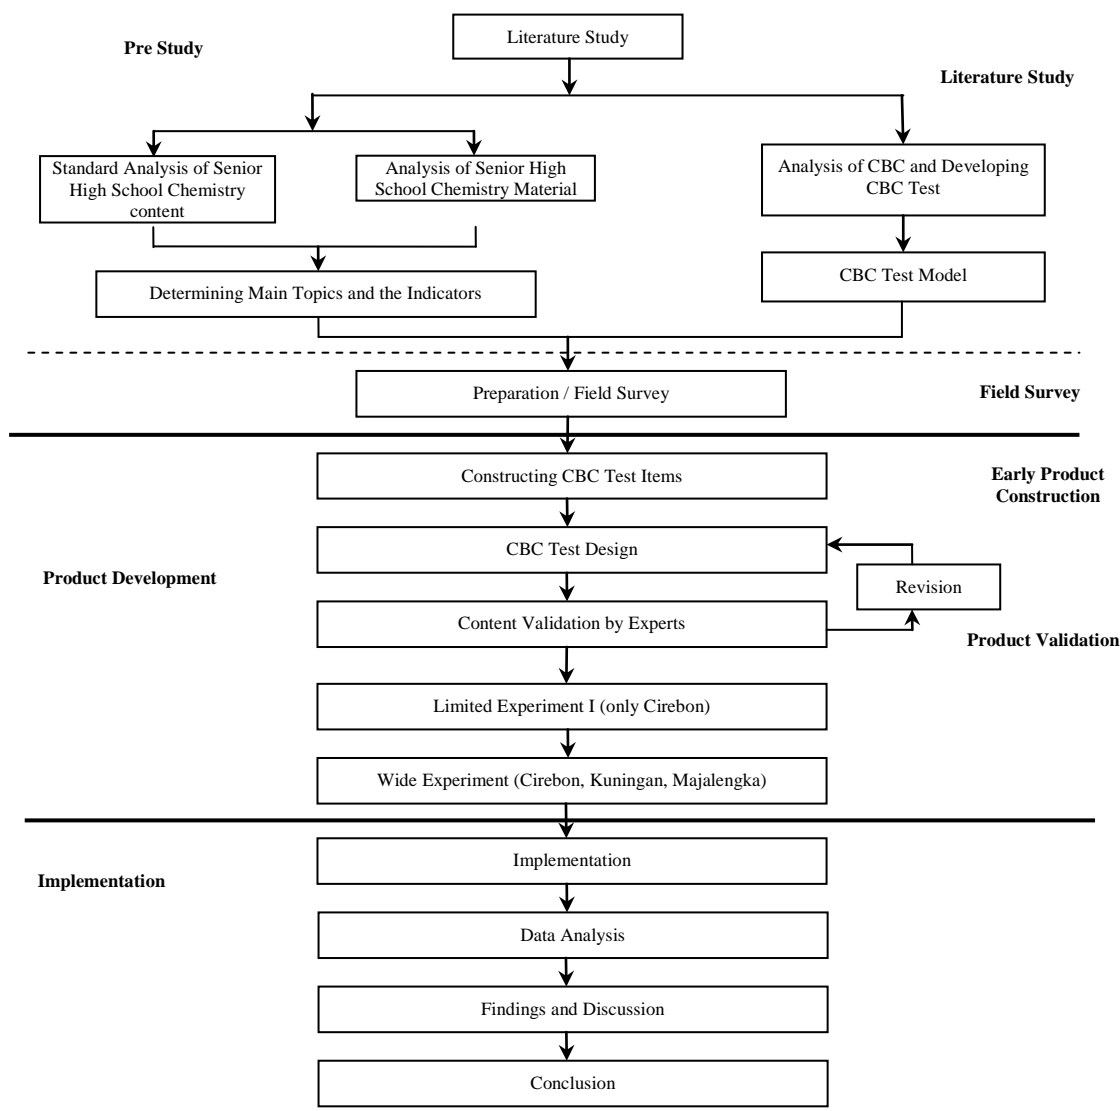 Literature Study
Pre Study
Literature Study
Standard Analysis of Senior
High School Chemistry
content
Analysis of Senior High
School Chemistry Material
Analysis of CBC and Developing
CBC Test
Determining Main Topics and the Indicators
CBC Test Model
Preparation / Field Survey
Field Survey
Constructing CBC Test Items
Early Product
Construction
CBC Test Design
Product Development
Revision
Content Validation by Experts
Product Validation
Limited Experiment I (only Cirebon)
Wide Experiment (Cirebon, Kuningan, Majalengka)
Implementation
Implementation
Data Analysis
Findings and Discussion
Conclusion